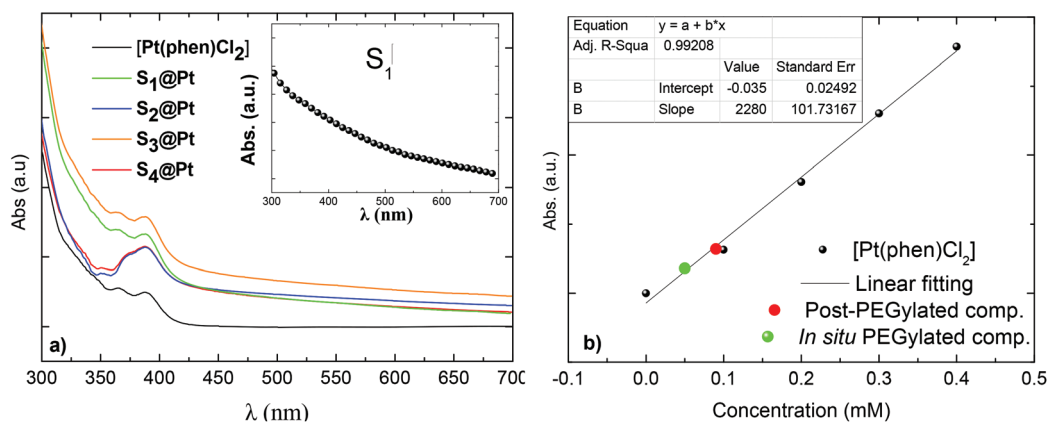 [Pt(phen)Cl2]
S1@Pt
S2@Pt
S3@Pt
S4@Pt
S1
Abs. (a.u.)
300 400 500 600 700
λ (nm)
Abs (a.u)
a)
300 350 400 450 500 550 600 650 700
λ (nm)
Equation y = a + b*x
Adj. R-Squa 0.99208
Value Standard Err
B Intercept -0.035 0.02492
B Slope 2280 101.73167
Abs. (a.u.)
[Pt(phen)Cl2]
Linear fitting
Post-PEGylated comp.
In situ PEGylated comp.
b)
-0.1 0.0 0.1 0.2 0.3 0.4 0.5
Concentration (mM)